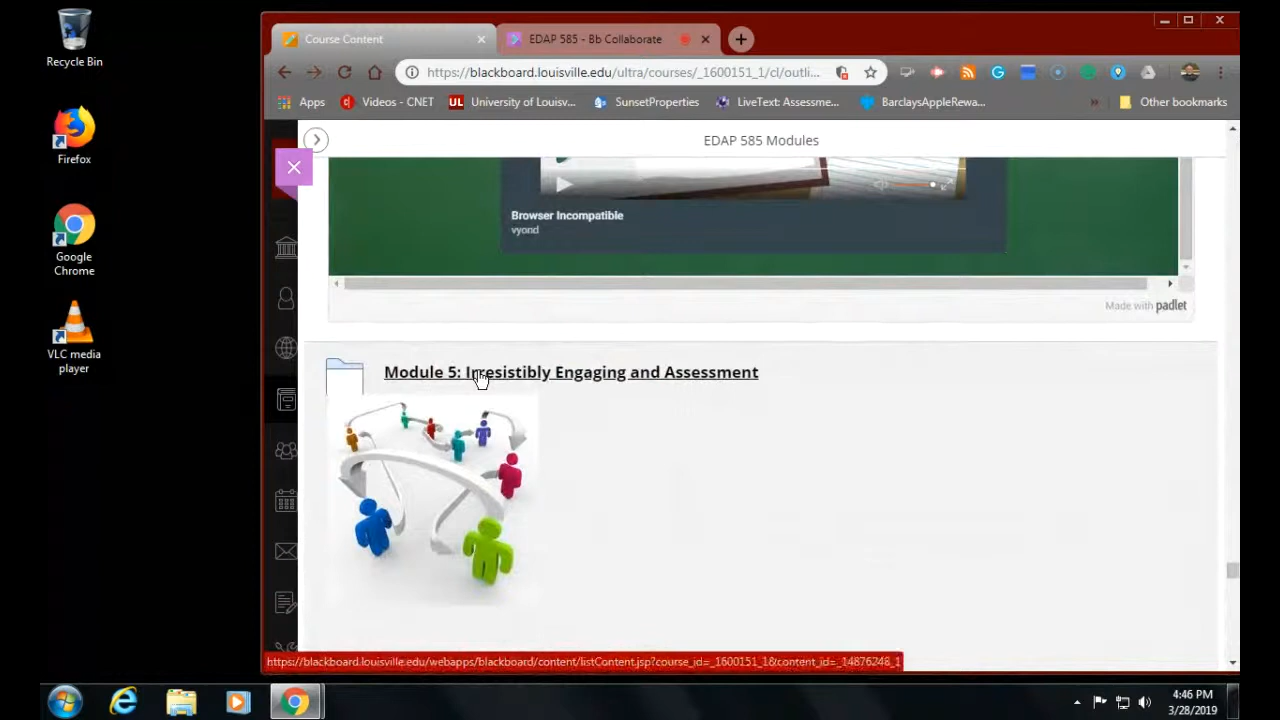 Recycle Bin
Firefox
Google
Chrome
VLC media
player
Course Content
EDAP 585 - Bb Collaborate
https://blackboard.louisville.edu/ultra/courses/_1600151_1/cl/outli...
Apps
Videos - CNET
UL University of Louisv...
SunsetProperties
LiveText: Assessme...
BarclaysAppleRewa...
»
Other bookmarks
EDAP 585 Modules
Browser Incompatible
vyond
Made with padlet
Module 5: Irresistibly Engaging and Assessment
https://blackboard.louisville.edu/webapps/blackboard/content/listContent.jsp?course_id=_1600151_1&content_id=_14876248_1
4:46 PM
3/28/2019